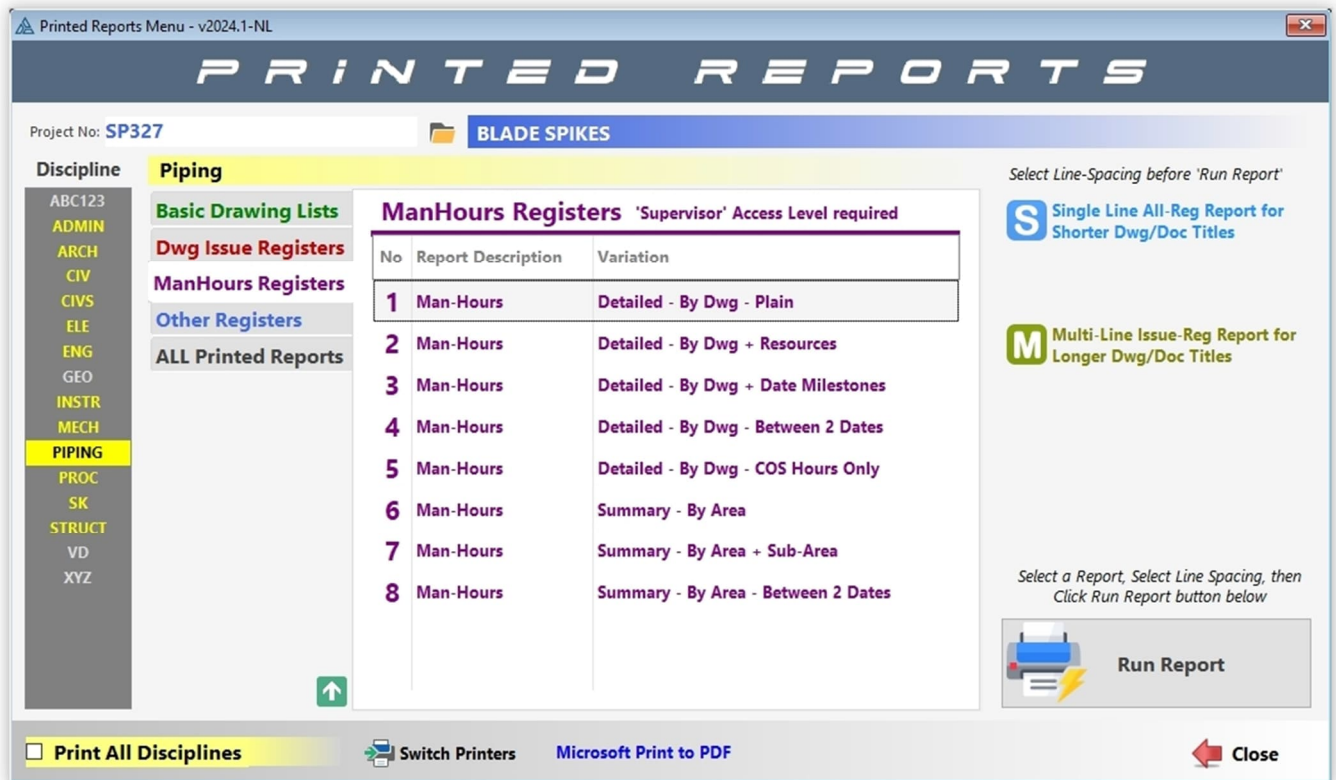 Printed Reports Menu - v2024.1-NL
PRiNTED REPORTS
Project No: SP327
BLADE SPIKES
Discipline
ABC123
ADMIN
ARCH
CIV
CIVS
ELE
ENG
GEO
INSTR
MECH
PIPING
PROC
SK
STRUCT
VD
XYZ
Piping
Basic Drawing Lists
Dwg Issue Registers
ManHours Registers
Other Registers
ALL Printed Reports
ManHours Registers 'Supervisor' Access Level required
No Report Description Variation
1 Man-Hours Detailed - By Dwg - Plain
2 Man-Hours Detailed - By Dwg + Resources
3 Man-Hours Detailed - By Dwg + Date Milestones
4 Man-Hours Detailed - By Dwg - Between 2 Dates
5 Man-Hours Detailed - By Dwg - COS Hours Only
6 Man-Hours Summary - By Area
7 Man-Hours Summary - By Area + Sub-Area
8 Man-Hours Summary - By Area - Between 2 Dates
Select Line-Spacing before 'Run Report'
S Single Line All-Reg Report for
Shorter Dwg/Doc Titles
M Multi-Line Issue-Reg Report for
Longer Dwg/Doc Titles
Select a Report, Select Line Spacing, then
Click Run Report button below
Run Report
Print All Disciplines
Switch Printers
Microsoft Print to PDF
Close